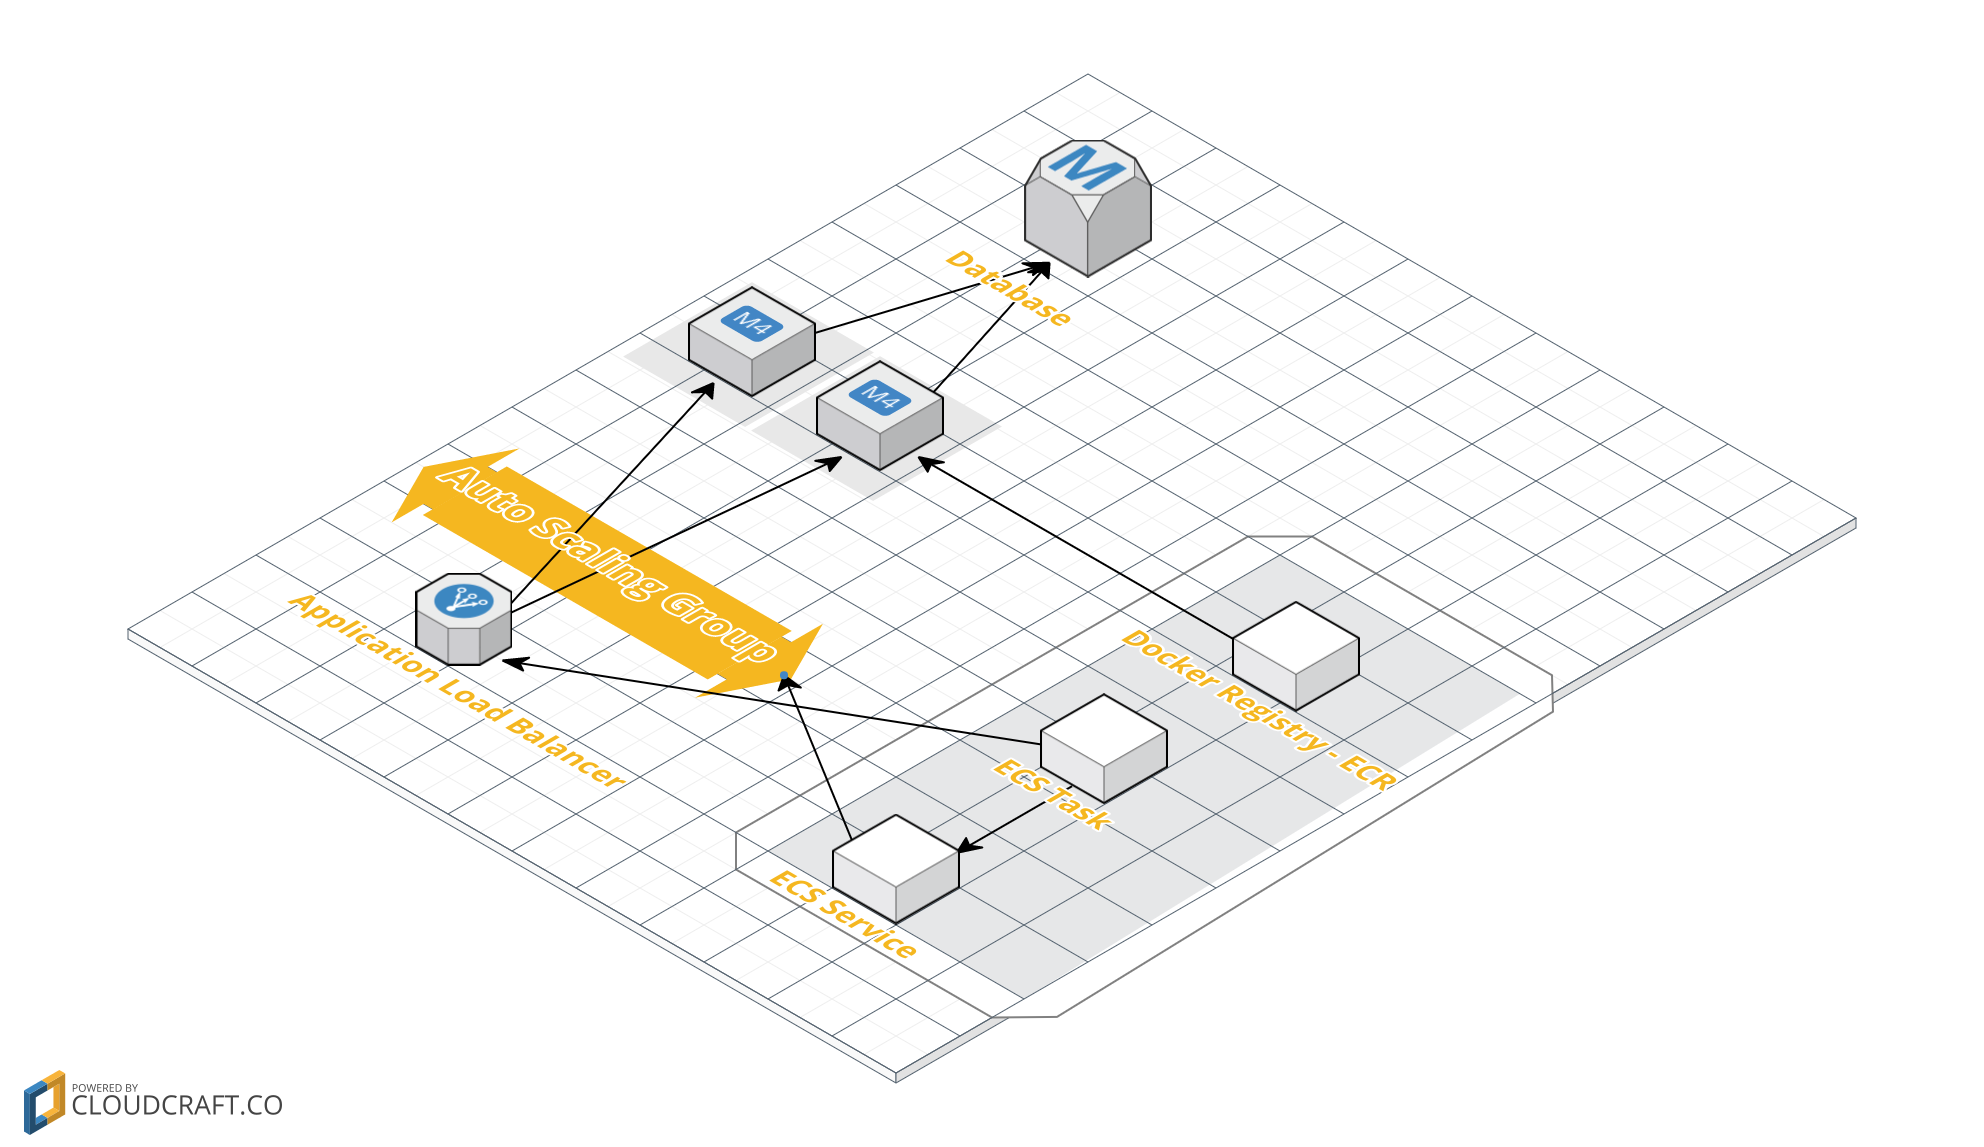 M
Database
M4
M4
Auto Scaling Group
Application Load Balancer
Docker Registry - ECR
ECS Task
ECS Service
POWERED BY
CLOUDCRAFT.CO